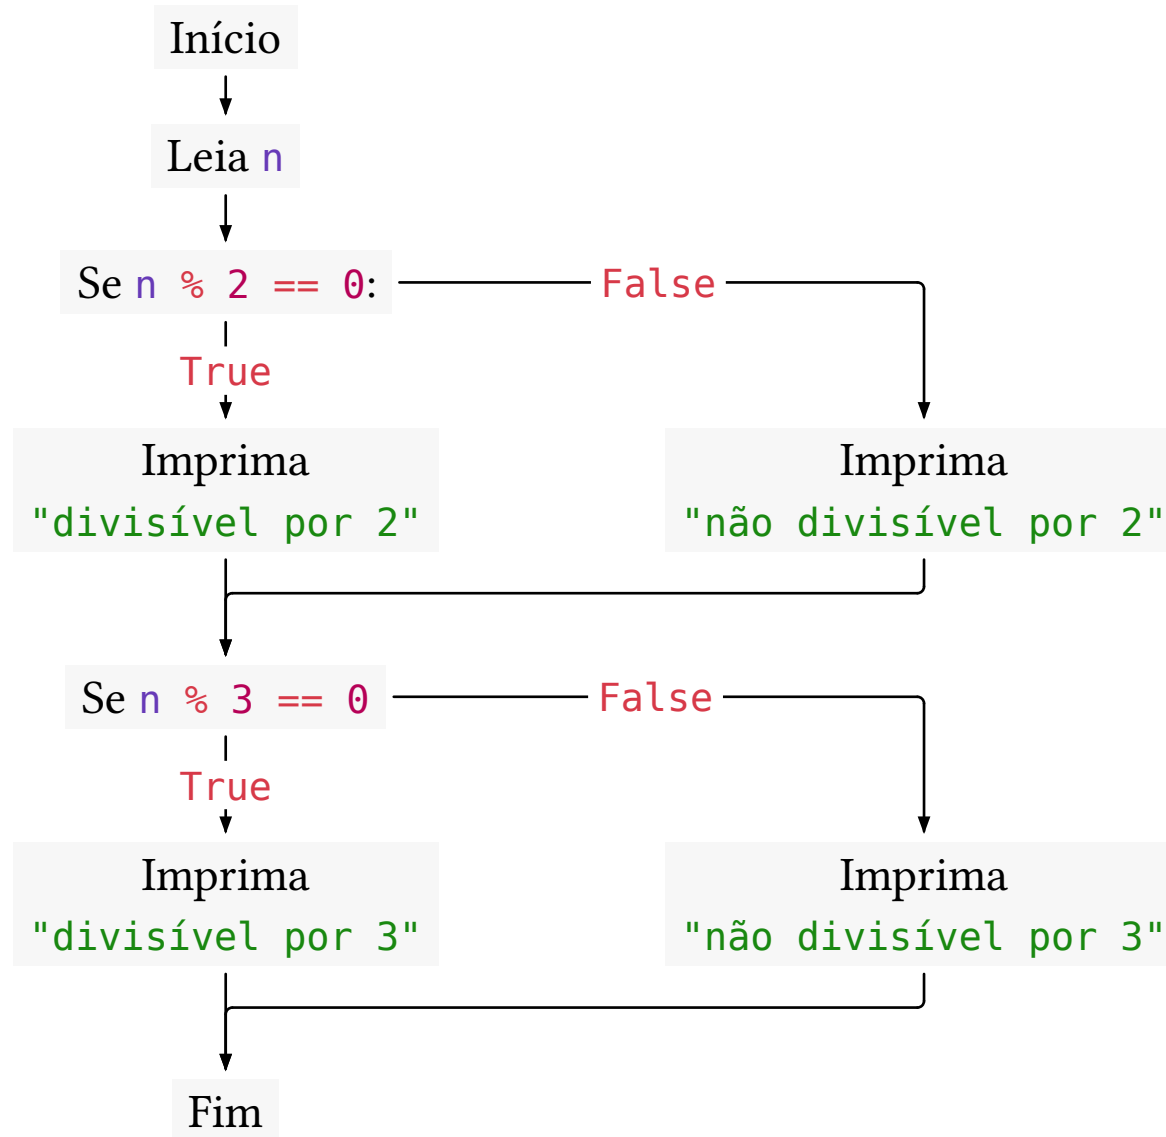 Início
Leia n
Se n % 2 == 0:
False
True
Imprima
"divisível por 2"
Imprima
"não divisível por 2"
Se n % 3 == 0
False
True
Imprima
"divisível por 3"
Imprima
"não divisível por 3"
Fim